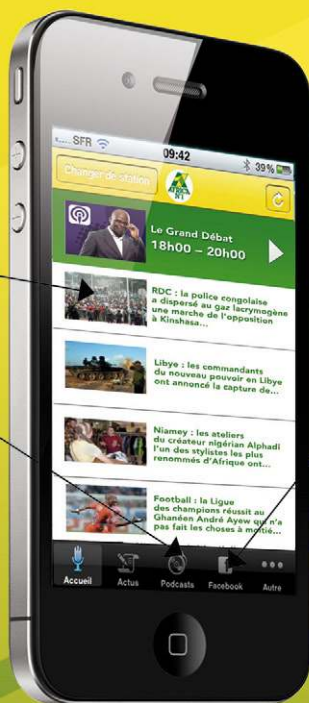 SFR
09:42
39%
Changer de station
AFRICA
N°1
Le Grand Débat
18h00 – 20h00
RDC : la police congolaise
a dispersé au gaz lacrymogène
une marche de l'opposition
à Kinshasa...
Libye : les commandants
du nouveau pouvoir en Libye
ont annoncé la capture de...
Niamey : les ateliers
du créateur nigérian Alphadi
l'un des stylistes les plus
renommés d'Afrique ont...
Football : la Ligue
des champions réussit au
Ghanéen André Ayew qui n'a
pas fait les choses à moitié...
Accueil
Actus
Podcasts
Facebook
Autre